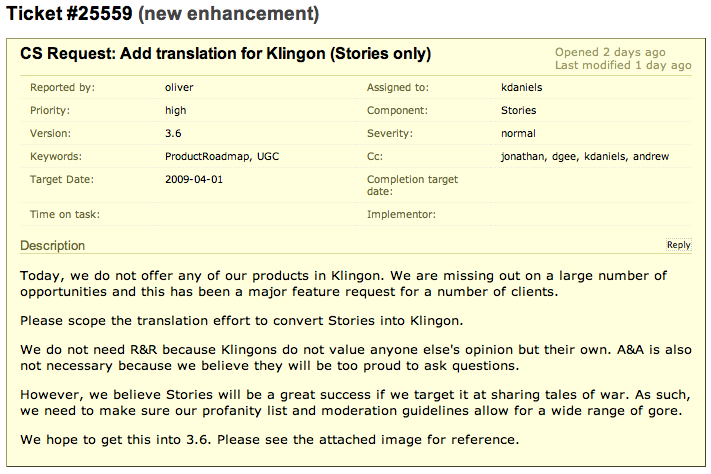 Ticket #25559 (new enhancement)
CS Request: Add translation for Klingon (Stories only)
Opened 2 days ago
Last modified 1 day ago
Reported by: oliver Assigned to: kdaniels
Priority: high Component: Stories
Version: 3.6 Severity: normal
Keywords: ProductRoadmap, UGC Cc: jonathan, dgee, kdaniels, andrew
Target Date: 2009-04-01 Completion target
date:
Time on task: Implementor:
Description Reply
Today, we do not offer any of our products in Klingon. We are missing out on a large number of
opportunities and this has been a major feature request for a number of clients.
Please scope the translation effort to convert Stories into Klingon.
We do not need R&R because Klingons do not value anyone else's opinion but their own. A&A is also
not necessary because we believe they will be too proud to ask questions.
However, we believe Stories will be a great success if we target it at sharing tales of war. As such,
we need to make sure our profanity list and moderation guidelines allow for a wide range of gore.
We hope to get this into 3.6. Please see the attached image for reference.